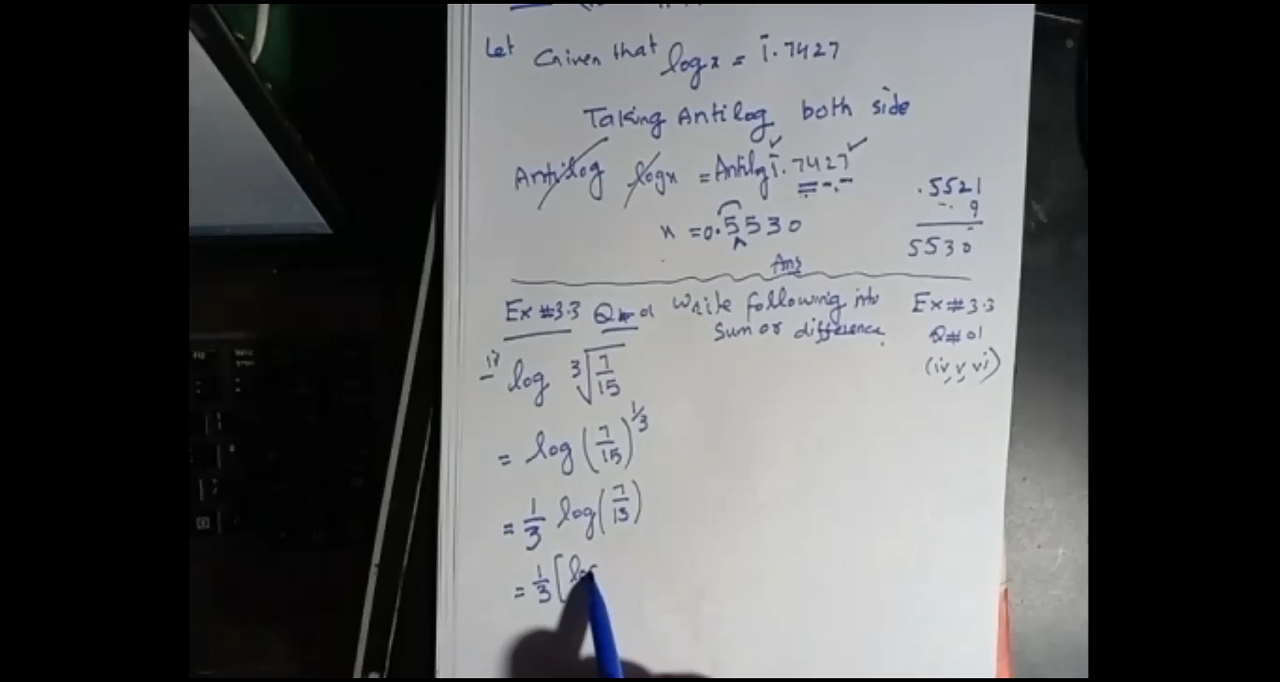 Let Given that log x = 1̄.7427
Taking Antilog both side
Antilog log x = Antilog 1̄.7427
x = 0.5530
Ans
.5521
9
5530
Ex #3.3 Q#01 Write following into
Sum or difference.
Ex #3.3
Q#01
(iv, v, vi)
iv log ∛(7/15)
= log (7/15)^1/3
= 1/3 log (7/15)
= 1/3 [log